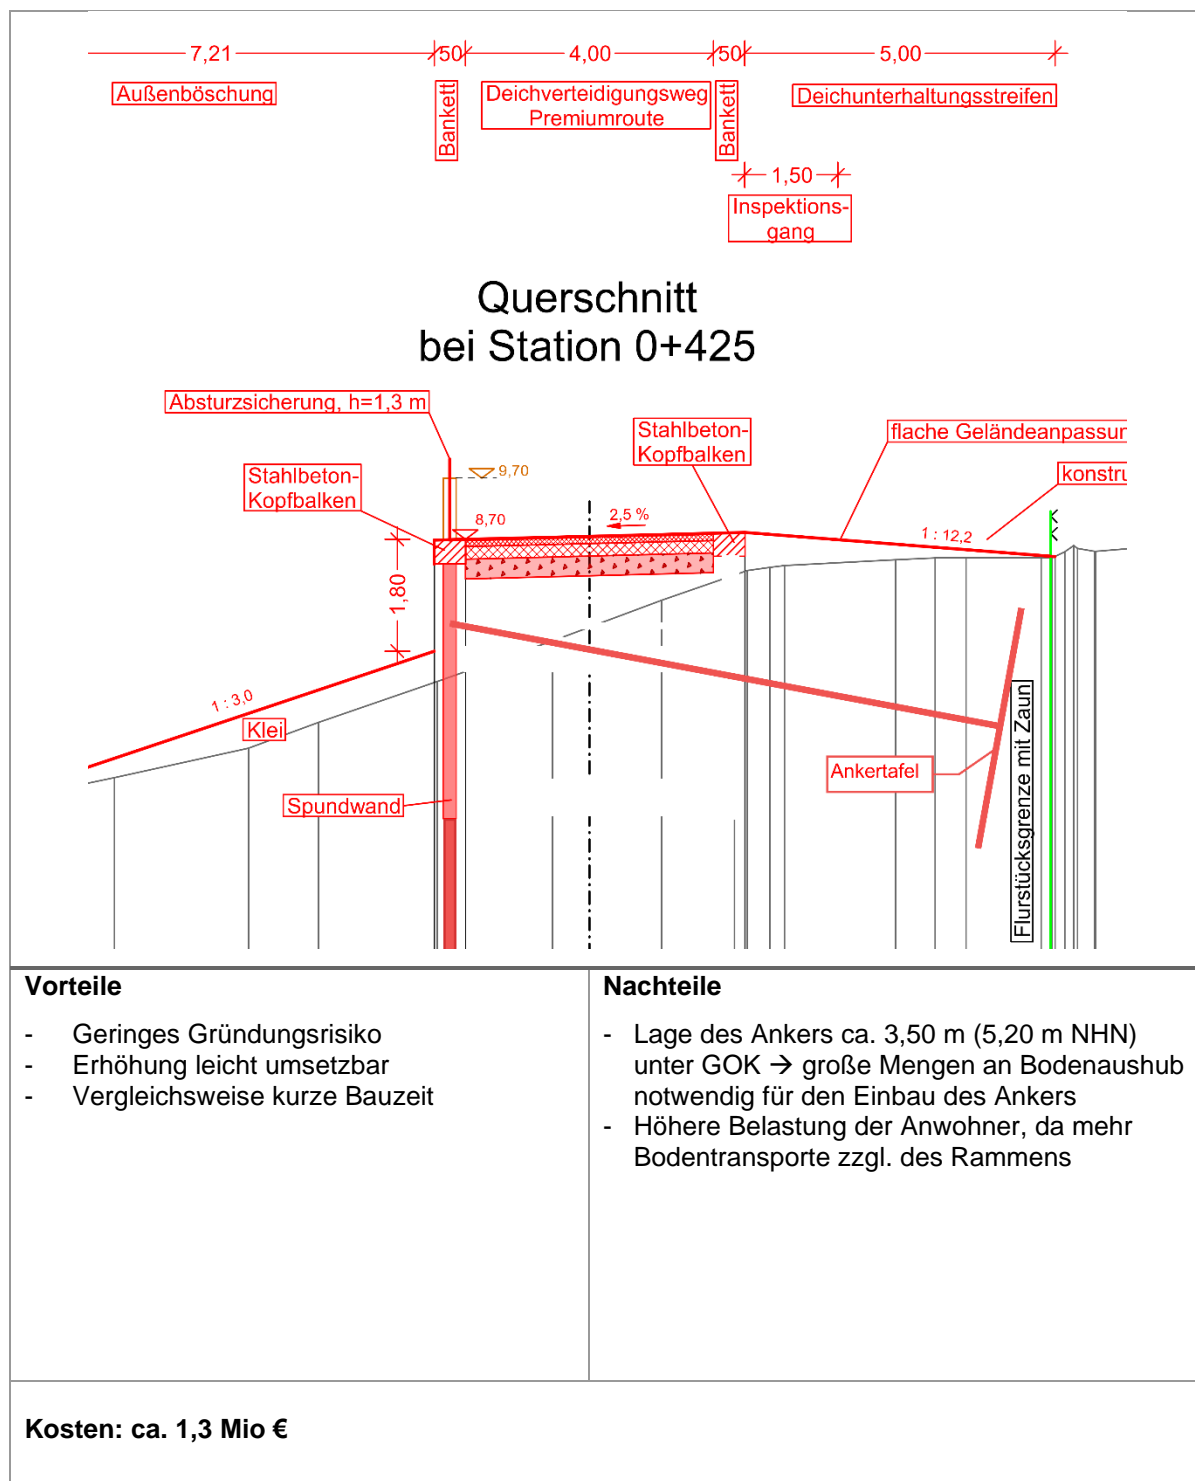 7,21
50
4,00
50
5,00
Außenböschung
Bankett
Deichverteidigungsweg
Premiumroute
Bankett
Deichunterhaltungsstreifen
1,50
Inspektions-
gang
Querschnitt
bei Station 0+425
Absturzsicherung, h=1,3 m
Stahlbeton-
Kopfbalken
flache Geländeanpassun
Stahlbeton-
Kopfbalken
9,70
konstru
8,70
2,5 %
1 : 12,2
1,80
1 : 3,0
Klei
Spundwand
Ankertafel
Flurstücksgrenze mit Zaun
Vorteile
- Geringes Gründungsrisiko
- Erhöhung leicht umsetzbar
- Vergleichsweise kurze Bauzeit
Nachteile
- Lage des Ankers ca. 3,50 m (5,20 m NHN)
unter GOK → große Mengen an Bodenaushub
notwendig für den Einbau des Ankers
- Höhere Belastung der Anwohner, da mehr
Bodentransporte zzgl. des Rammens
Kosten: ca. 1,3 Mio €